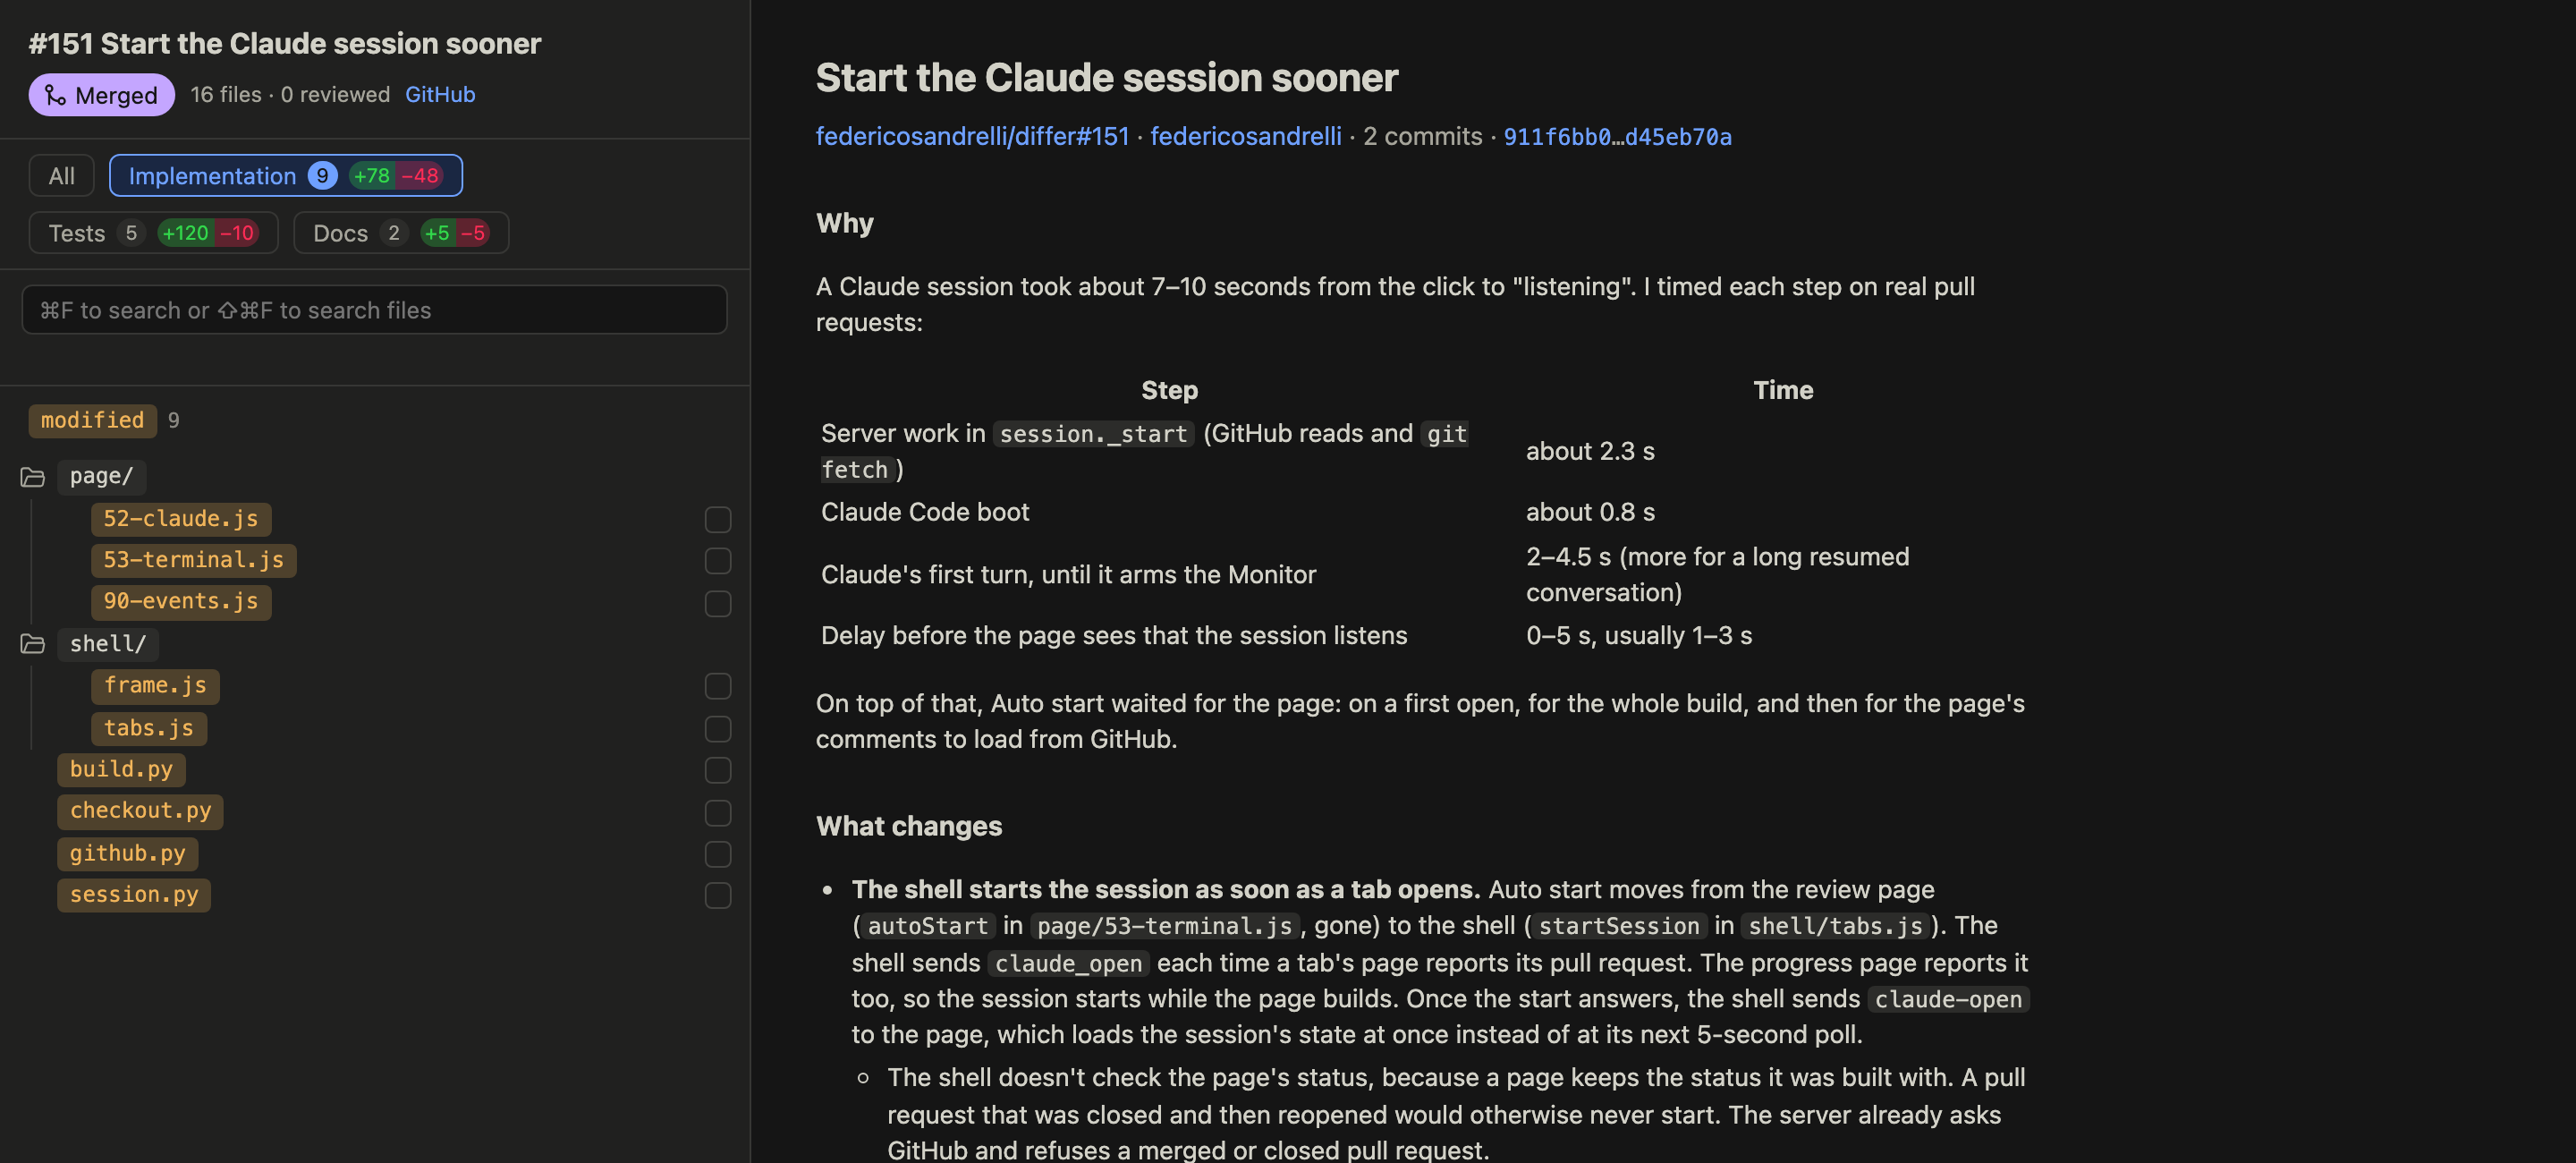 #151 Start the Claude session sooner
Merged 16 files · 0 reviewed GitHub
All Implementation 9 +78 −48
Tests 5 +120 −10 Docs 2 +5 −5
⌘F to search or ⇧⌘F to search files
modified 9
page/
52-claude.js
53-terminal.js
90-events.js
shell/
frame.js
tabs.js
build.py
checkout.py
github.py
session.py
Start the Claude session sooner
federicosandrelli/differ#151 · federicosandrelli · 2 commits · 911f6bb0…d45eb70a
Why
A Claude session took about 7–10 seconds from the click to "listening". I timed each step on real pull
requests:
Step Time
Server work in session._start (GitHub reads and git
fetch)
about 2.3 s
Claude Code boot about 0.8 s
Claude's first turn, until it arms the Monitor
2–4.5 s (more for a long resumed
conversation)
Delay before the page sees that the session listens 0–5 s, usually 1–3 s
On top of that, Auto start waited for the page: on a first open, for the whole build, and then for the page's
comments to load from GitHub.
What changes
• The shell starts the session as soon as a tab opens. Auto start moves from the review page
(autoStart in page/53-terminal.js, gone) to the shell (startSession in shell/tabs.js). The
shell sends claude_open each time a tab's page reports its pull request. The progress page reports it
too, so the session starts while the page builds. Once the start answers, the shell sends claude-open
to the page, which loads the session's state at once instead of at its next 5-second poll.
◦ The shell doesn't check the page's status, because a page keeps the status it was built with. A pull
request that was closed and then reopened would otherwise never start. The server already asks
GitHub and refuses a merged or closed pull request.